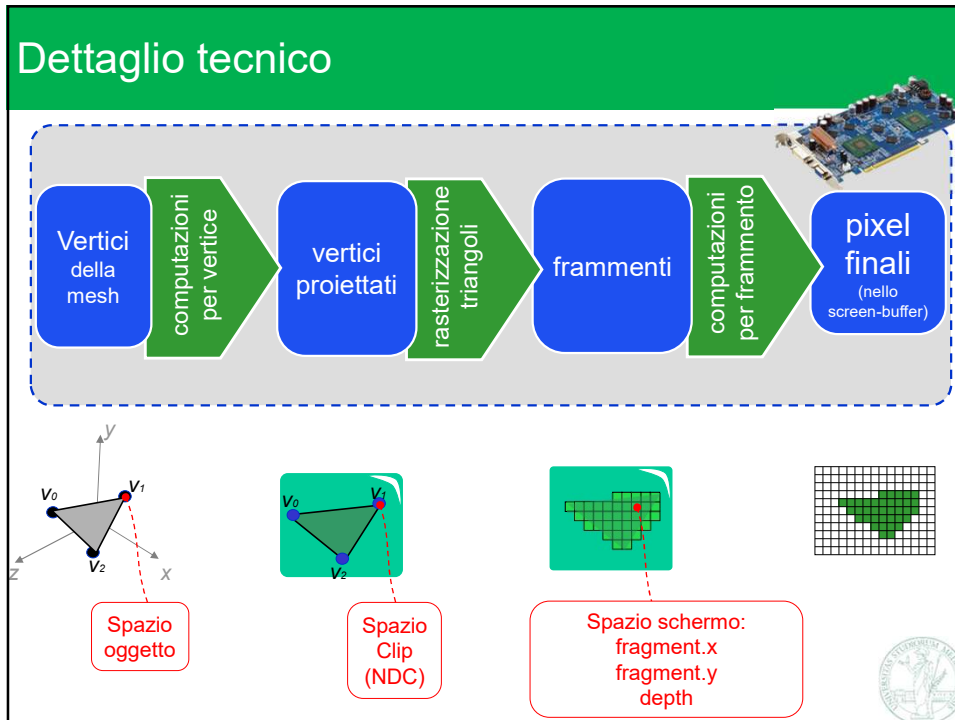 Dettaglio tecnico
Vertici
della
mesh
computazioni
per vertice
vertici
proiettati
rasterizzazione
triangoli
frammenti
computazioni
per frammento
pixel
finali
(nello
screen-buffer)
y
v0
v1
v2
z
x
v0
v1
v2
Spazio
oggetto
Spazio
Clip
(NDC)
Spazio schermo:
fragment.x
fragment.y
depth